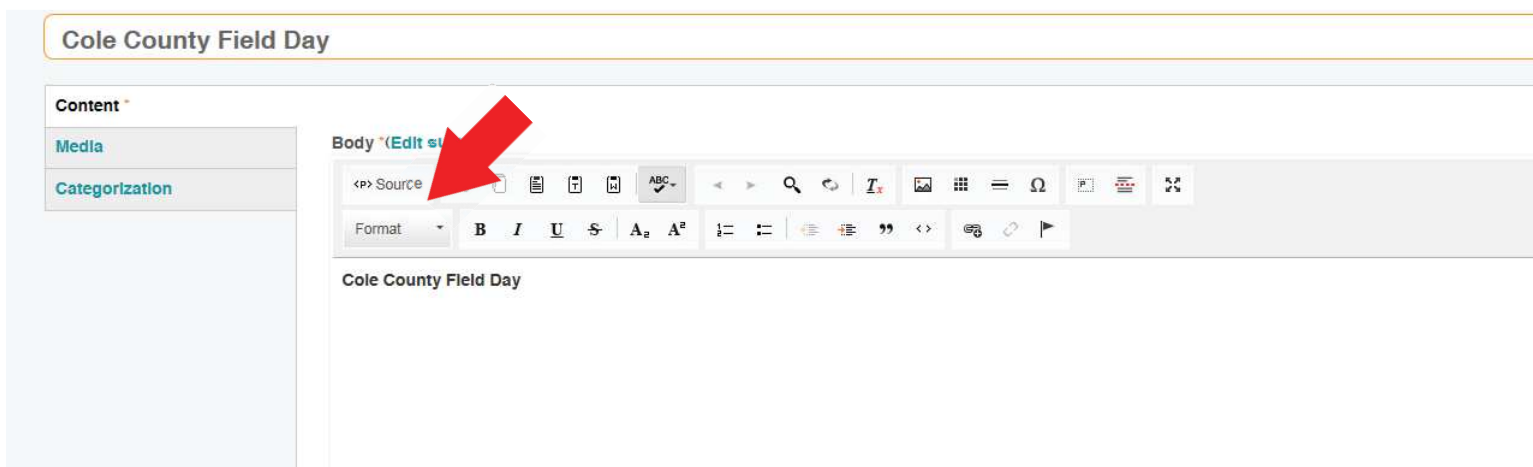 Cole County Field Day
Content *
Media
Categorization
Body *(Edit
<P> Source
ABC
Format
B I U S A₂ A² 
Cole County Field Day